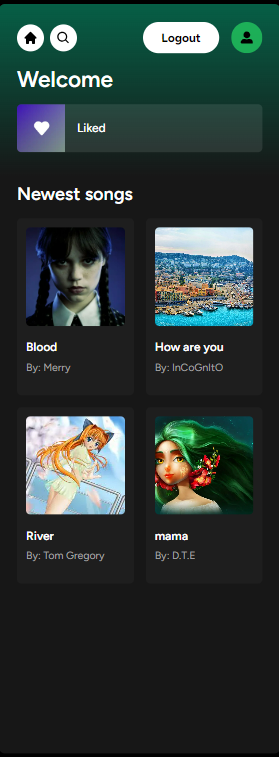 Logout
Welcome
Liked
Newest songs
Blood
By: Merry
How are you
By: InCoGnItO
River
By: Tom Gregory
mama
By: D.T.E